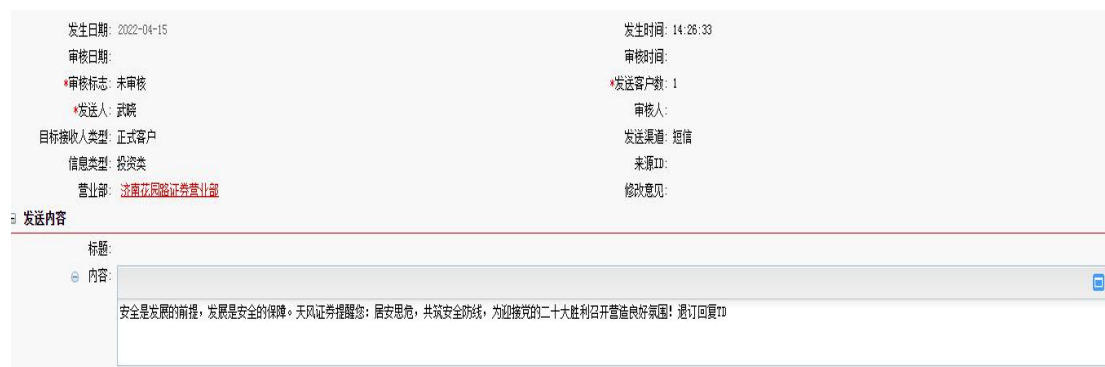 发生日期: 2022-04-15 发生时间: 14:26:33
审核日期: 审核时间:
*审核标志: 未审核 *发送客户数: 1
*发送人: 武晓 审核人:
目标接收人类型: 正式客户 发送渠道: 短信
信息类型: 投资类 来源ID:
营业部: 济南花园路证券营业部 修改意见:
发送内容
标题:
内容:
安全是发展的前提，发展是安全的保障。天风证券提醒您：居安思危，共筑安全防线，为迎接党的二十大胜利召开营造良好氛围！退订回复TD